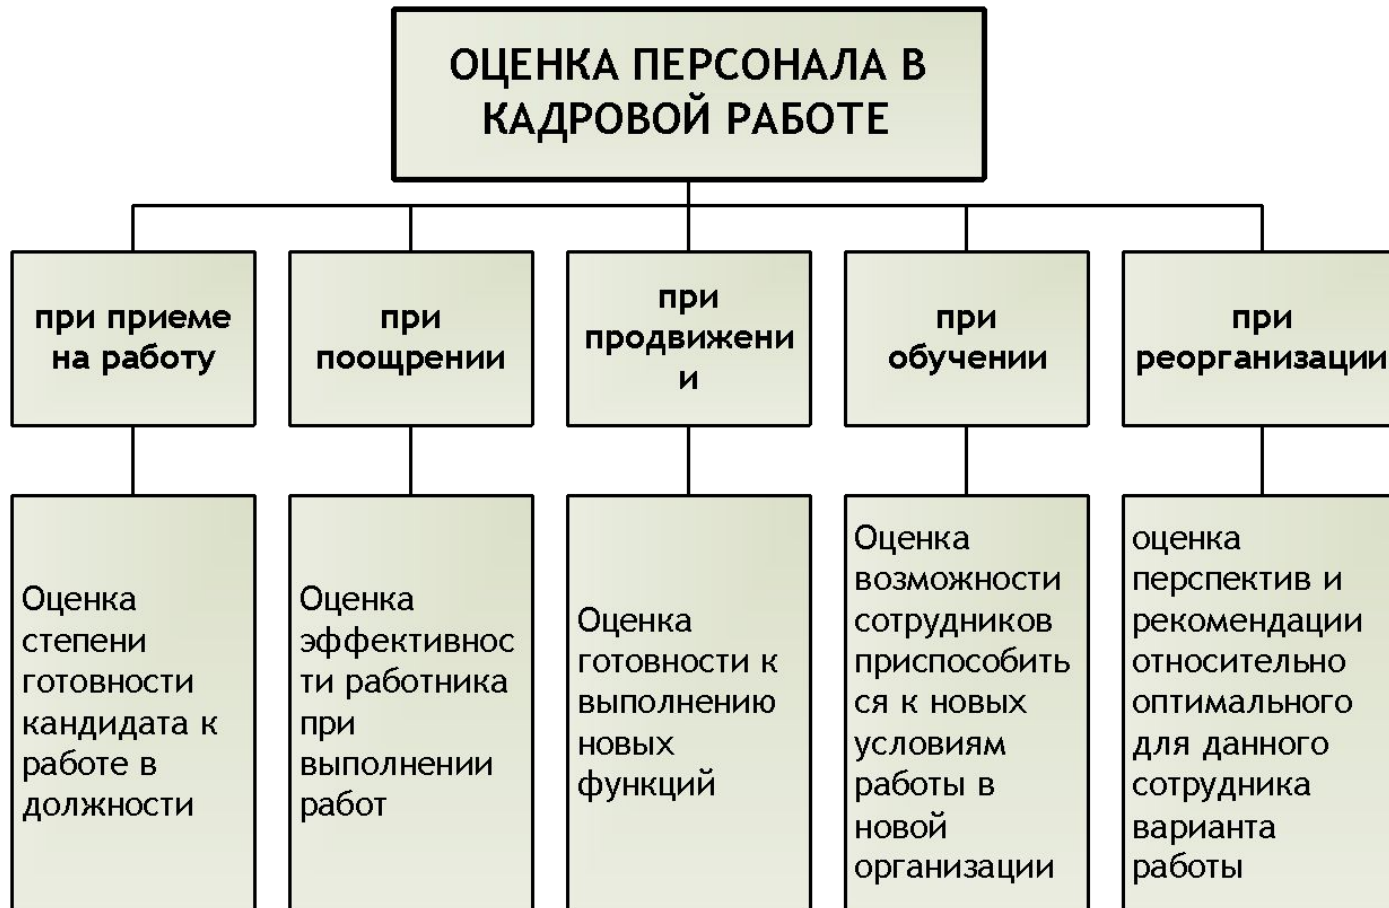 ОЦЕНКА ПЕРСОНАЛА В
КАДРОВОЙ РАБОТЕ
при приеме
на работу
при
поощрении
при
продвижени
и
при
обучении
при
реорганизации
Оценка
степени
готовности
кандидата к
работе в
должности
Оценка
эффективнос
ти работника
при
выполнении
работ
Оценка
готовности к
выполнению
новых
функций
Оценка
возможности
сотрудников
приспособить
ся к новых
условиям
работы в
новой
организации
оценка
перспектив и
рекомендации
относительно
оптимального
для данного
сотрудника
варианта
работы